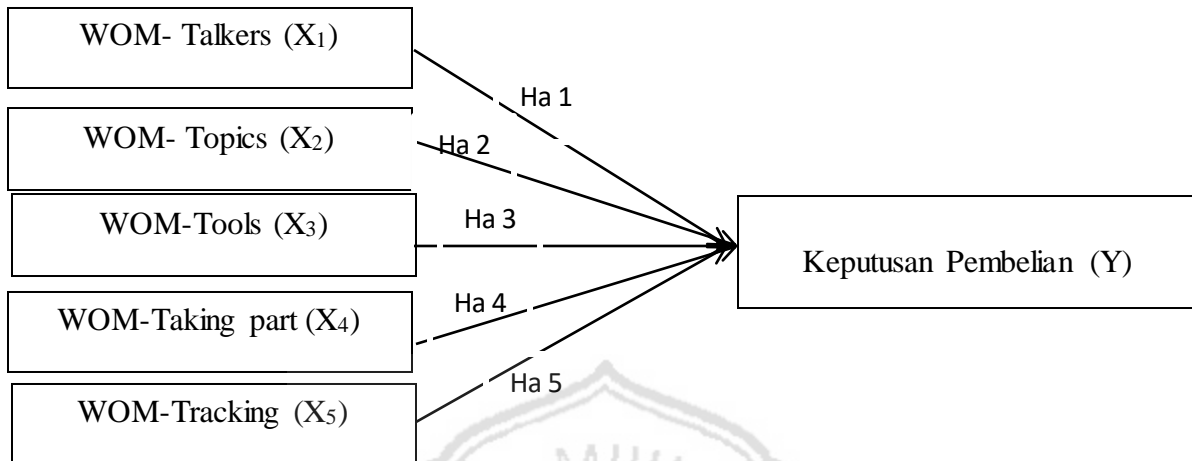 WOM- Talkers (X₁)
Ha 1
WOM- Topics (X₂)
Ha 2
WOM-Tools (X₃)
Ha 3
Keputusan Pembelian (Y)
WOM-Taking part (X₄)
Ha 4
WOM-Tracking (X₅)
Ha 5